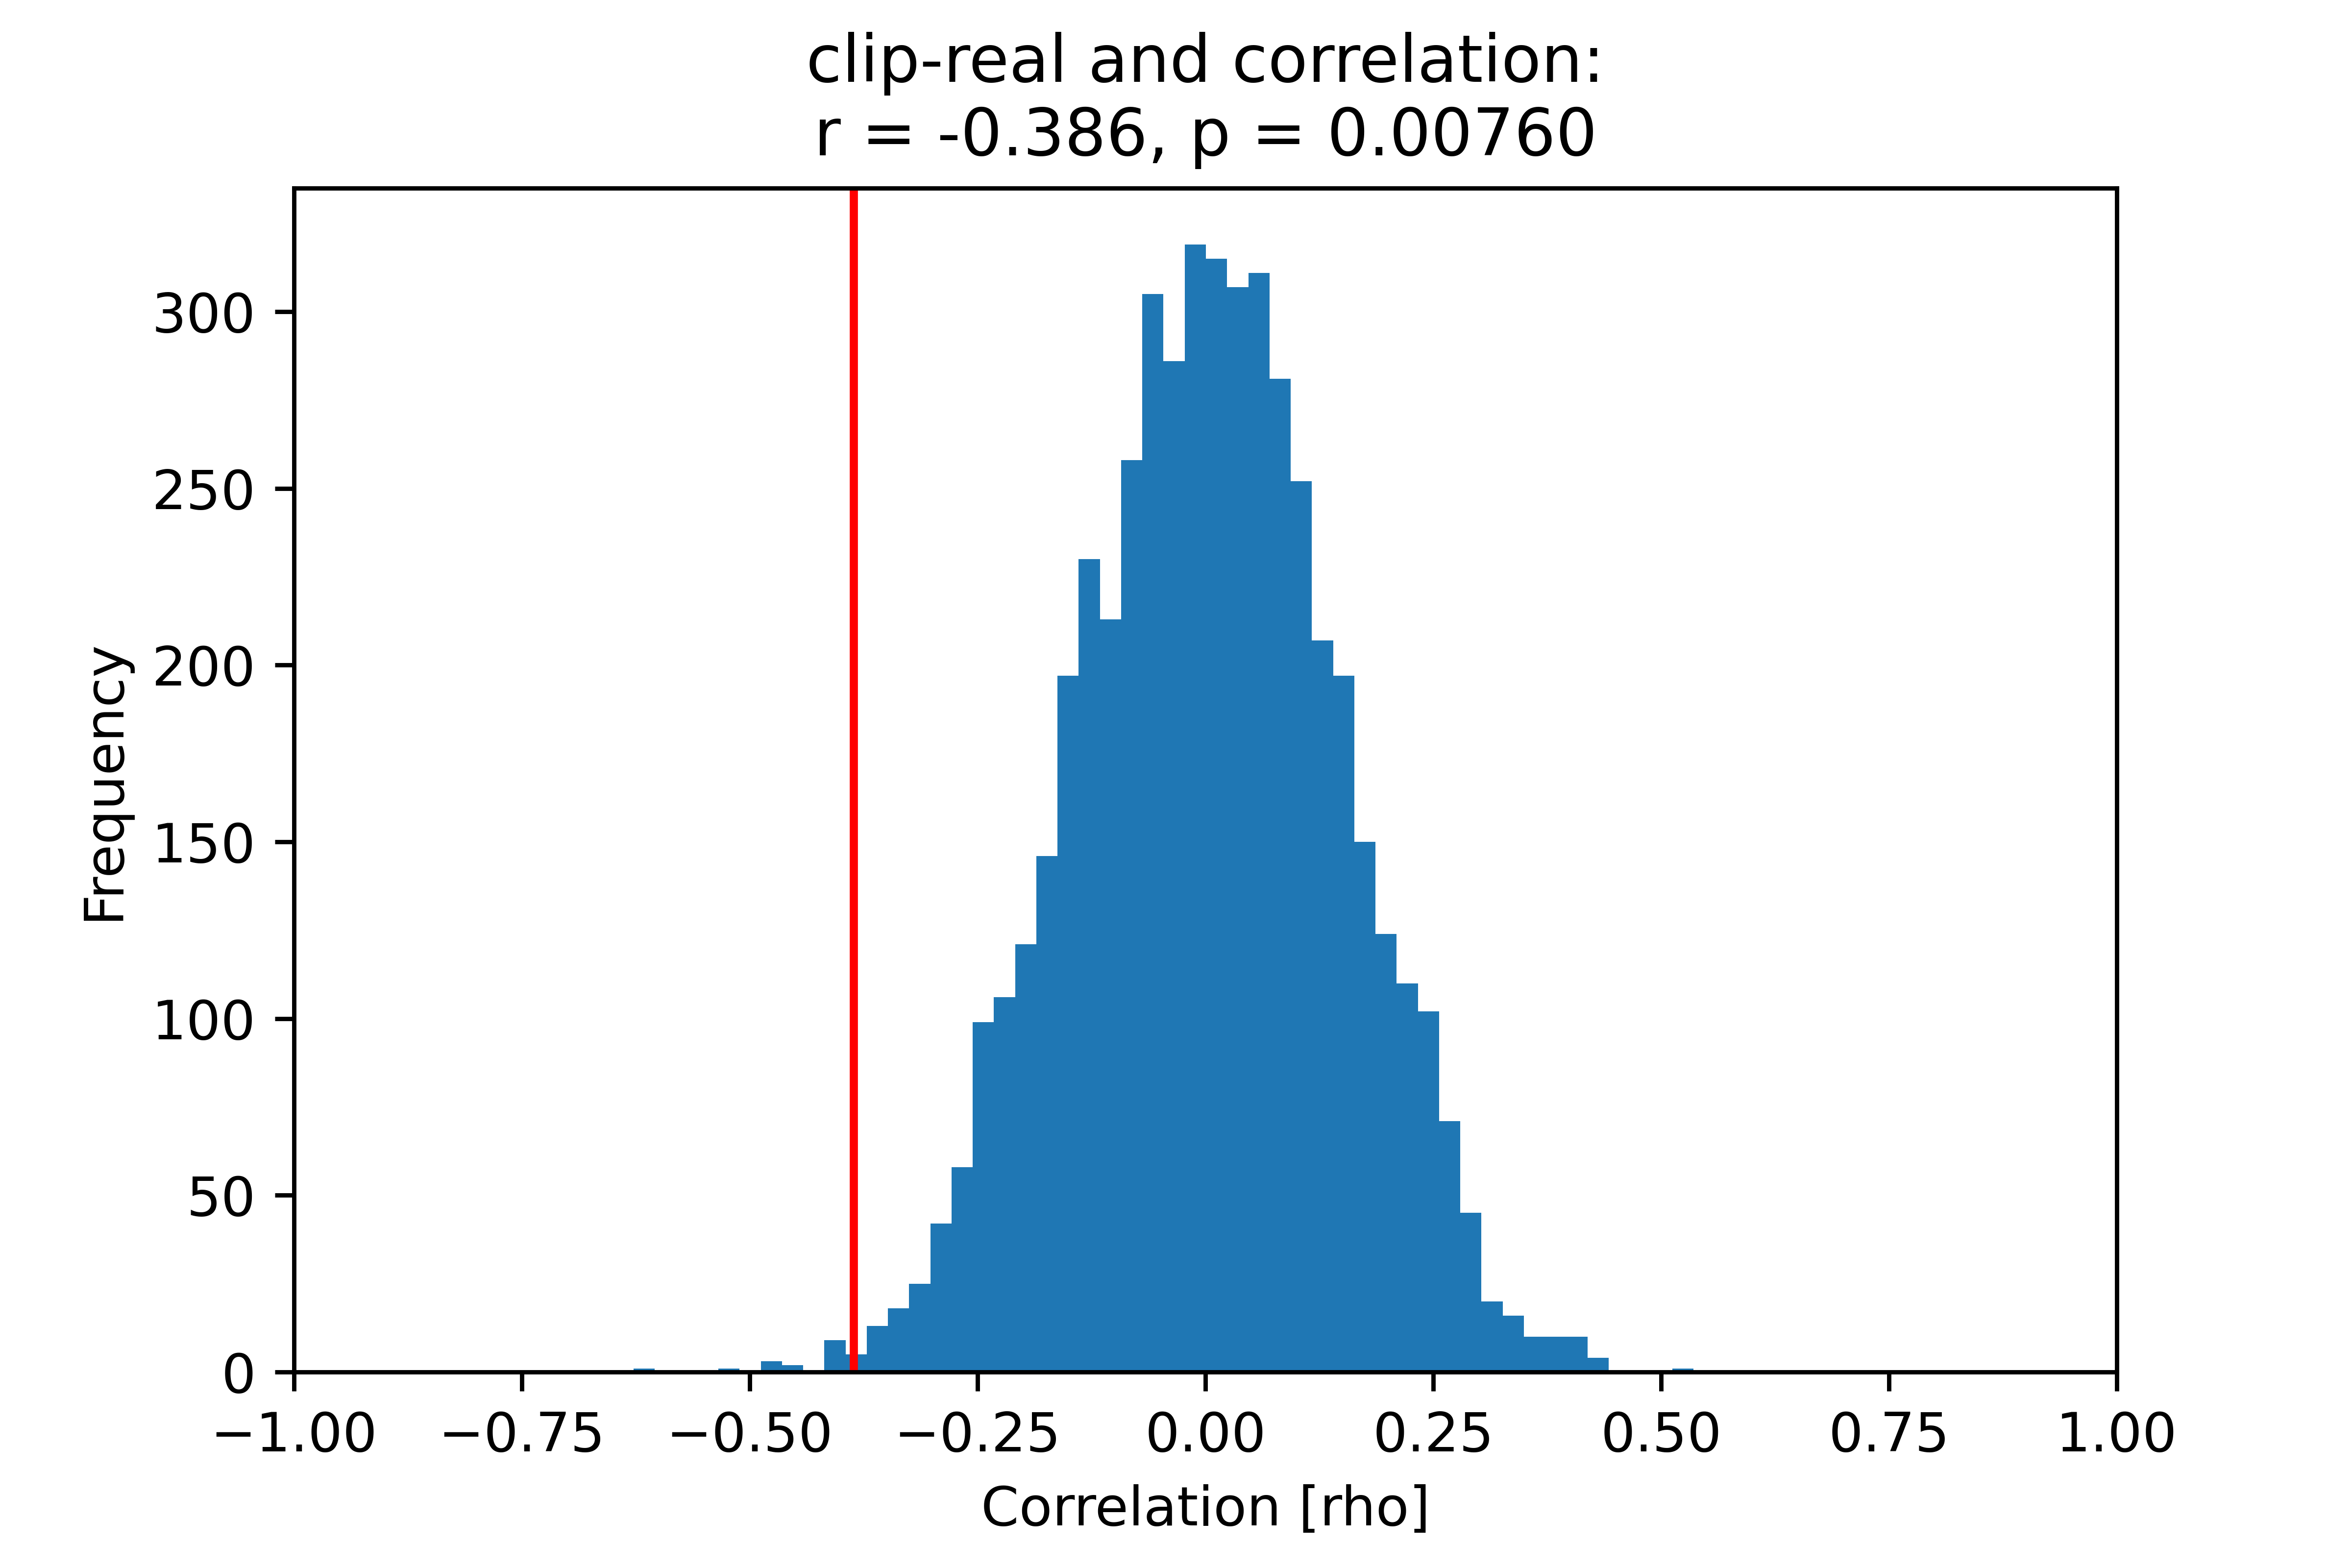 clip-real and correlation:
r = -0.386, p = 0.00760
Frequency
300
250
200
150
100
50
0
−1.00 −0.75 −0.50 −0.25 0.00 0.25 0.50 0.75 1.00
Correlation [rho]